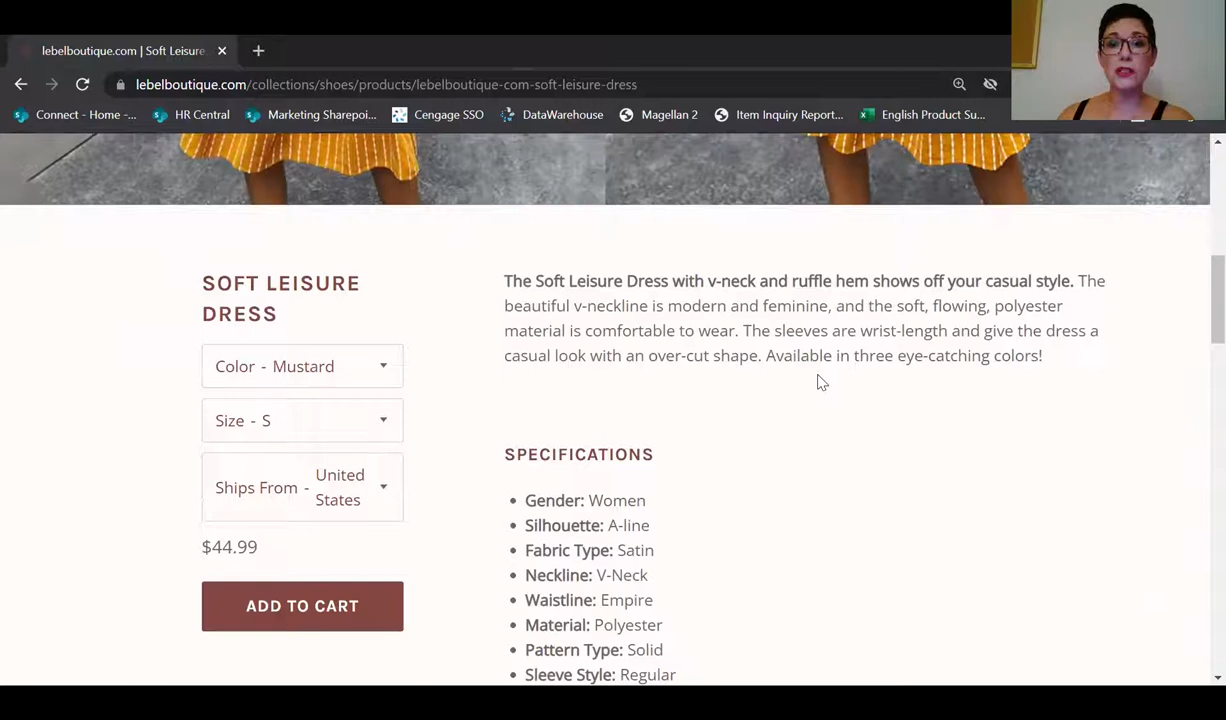 lebelboutique.com | Soft Leisure
lebelboutique.com/collections/shoes/products/lebelboutique-com-soft-leisure-dress
Connect - Home -... HR Central Marketing Sharepoi... Cengage SSO DataWarehouse Magellan 2 Item Inquiry Report... English Product Su...
SOFT LEISURE
DRESS
Color - Mustard
Size - S
Ships From - United
States
$44.99
ADD TO CART
The Soft Leisure Dress with v-neck and ruffle hem shows off your casual style. The
beautiful v-neckline is modern and feminine, and the soft, flowing, polyester
material is comfortable to wear. The sleeves are wrist-length and give the dress a
casual look with an over-cut shape. Available in three eye-catching colors!
SPECIFICATIONS
• Gender: Women
• Silhouette: A-line
• Fabric Type: Satin
• Neckline: V-Neck
• Waistline: Empire
• Material: Polyester
• Pattern Type: Solid
• Sleeve Style: Regular